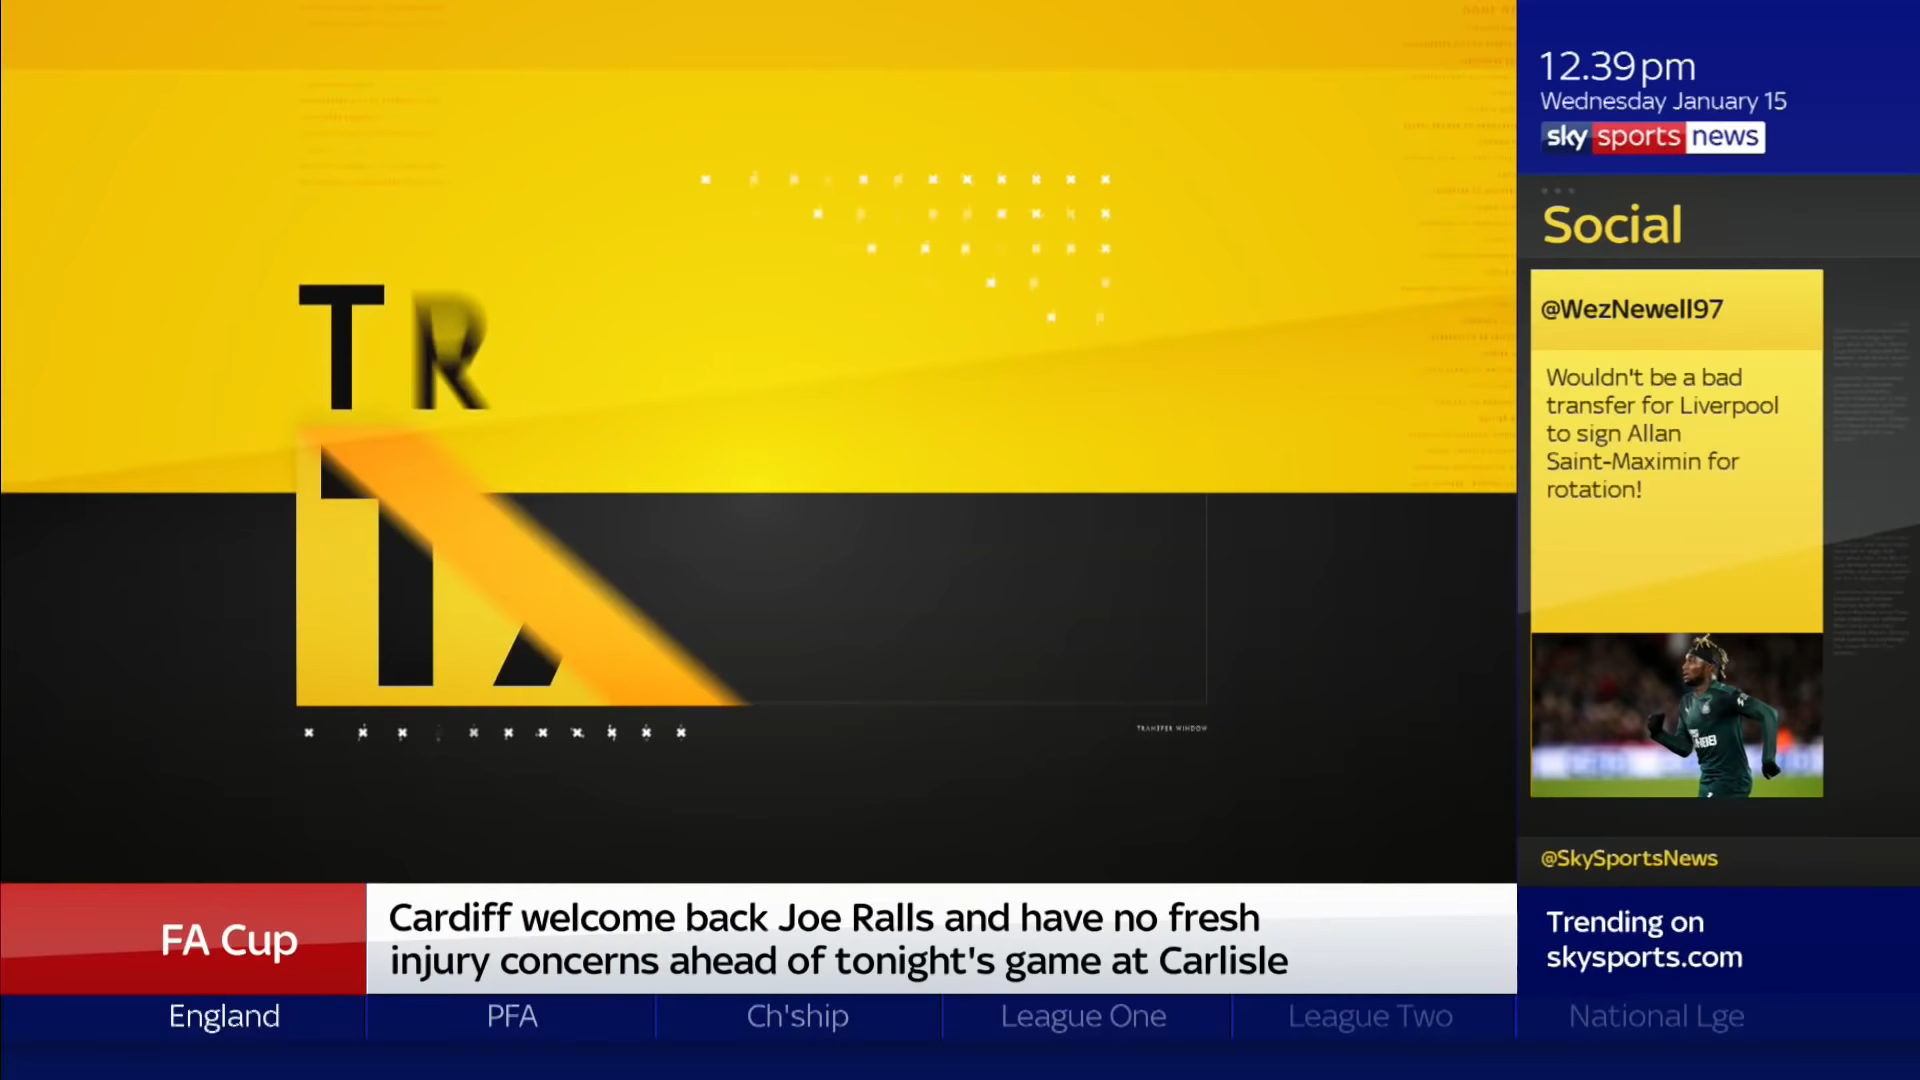 12.39pm
Wednesday January 15
sky sports news
Social
@WezNewell97
Wouldn't be a bad
transfer for Liverpool
to sign Allan
Saint-Maximin for
rotation!
TR
TRANSFER WINDOW
@SkySportsNews
FA Cup
Cardiff welcome back Joe Ralls and have no fresh
injury concerns ahead of tonight's game at Carlisle
Trending on
skysports.com
England
PFA
Ch'ship
League One
League Two
National Lge